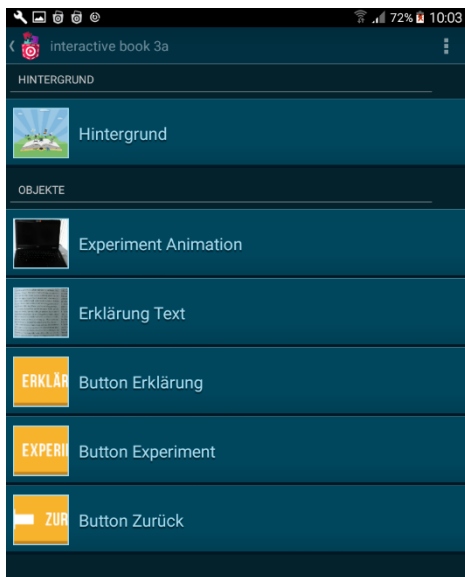 72% 10:03
interactive book 3a
HINTERGRUND
Hintergrund
OBJEKTE
Experiment Animation
Erklärung Text
ERKLÄR
Button Erklärung
EXPERI
Button Experiment
ZUR
Button Zurück